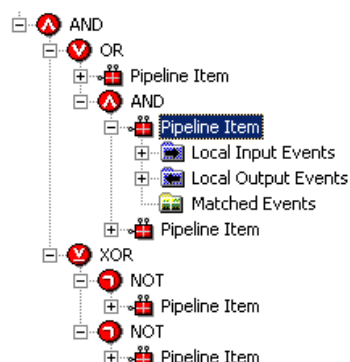 AND
OR
Pipeline Item
AND
Pipeline Item
Local Input Events
Local Output Events
Matched Events
Pipeline Item
XOR
NOT
Pipeline Item
NOT
Pipeline Item